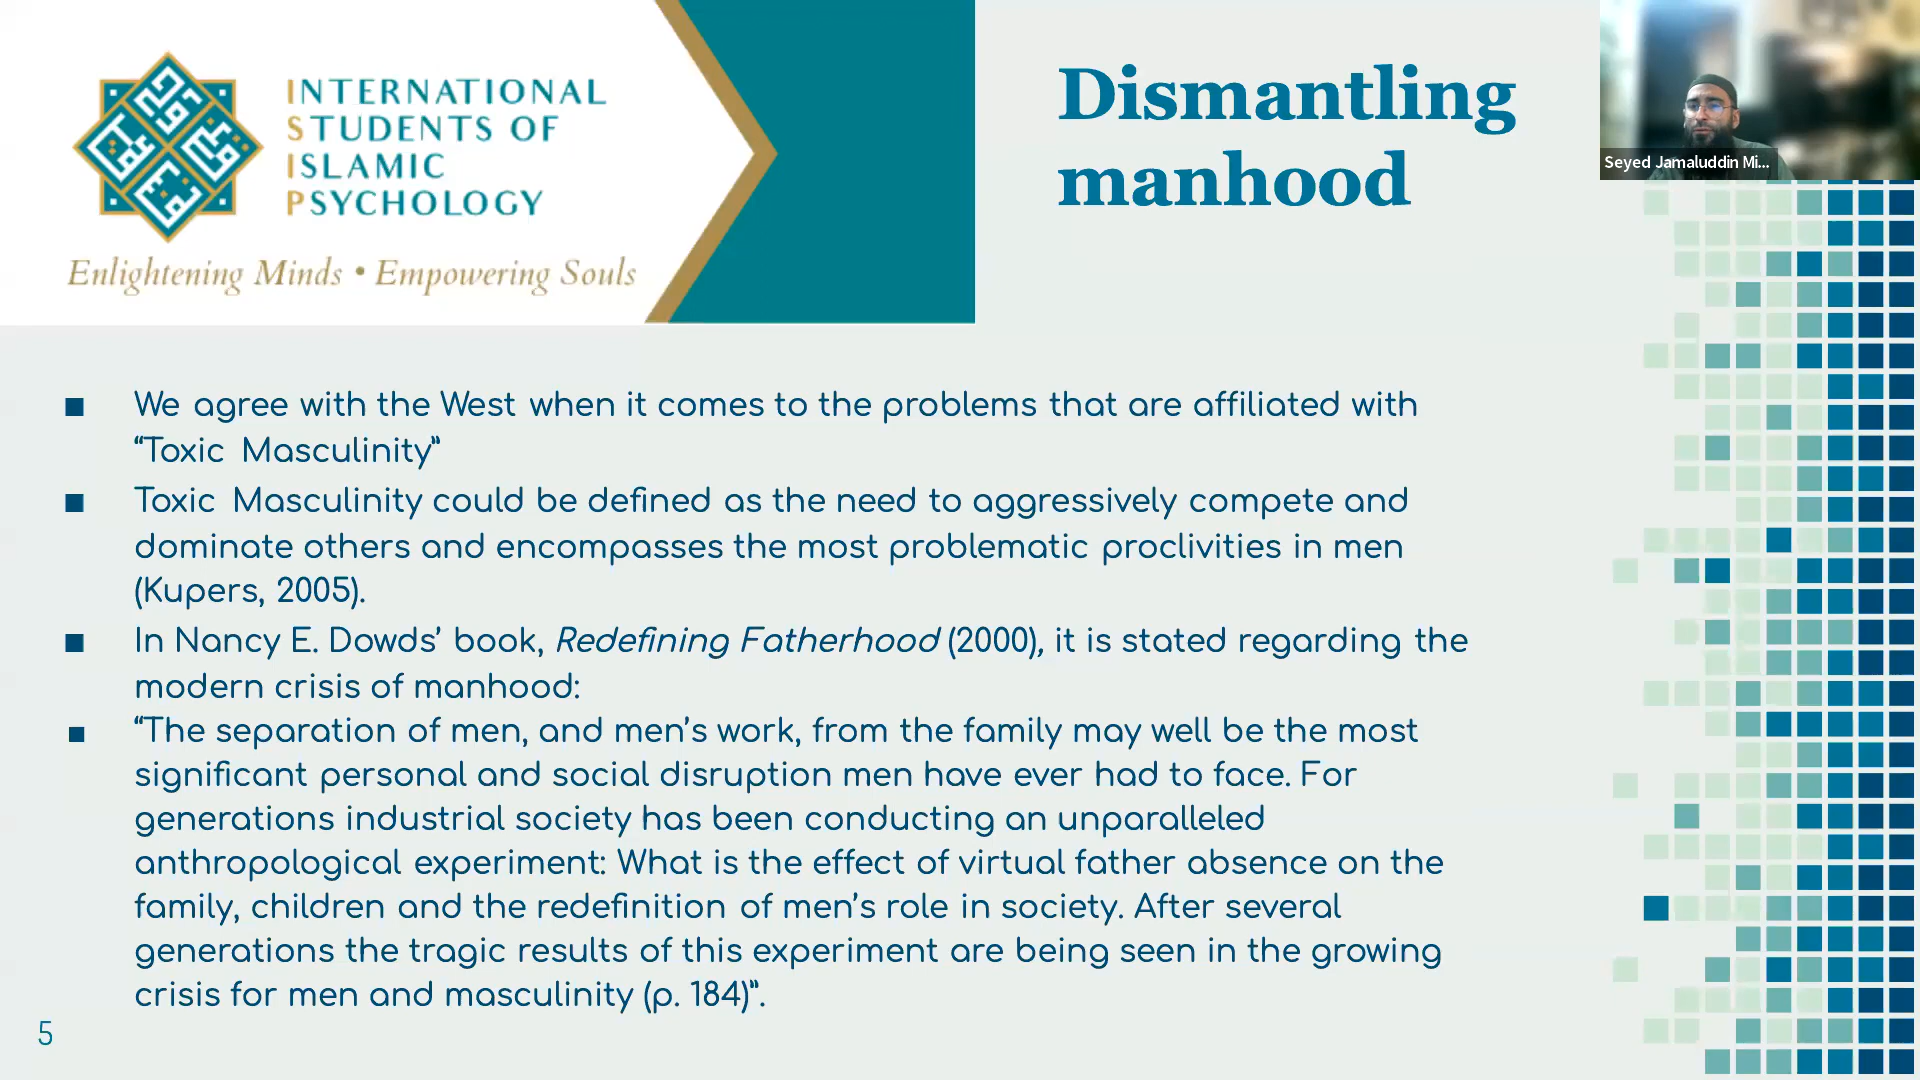 INTERNATIONAL
STUDENTS OF
ISLAMIC
PSYCHOLOGY
Enlightening Minds • Empowering Souls
Dismantling
manhood
Seyed Jamaluddin Mi...
■ We agree with the West when it comes to the problems that are affiliated with
“Toxic Masculinity”
■ Toxic Masculinity could be defined as the need to aggressively compete and
dominate others and encompasses the most problematic proclivities in men
(Kupers, 2005).
■ In Nancy E. Dowds’ book, Redefining Fatherhood (2000), it is stated regarding the
modern crisis of manhood:
■ “The separation of men, and men’s work, from the family may well be the most
significant personal and social disruption men have ever had to face. For
generations industrial society has been conducting an unparalleled
anthropological experiment: What is the effect of virtual father absence on the
family, children and the redefinition of men’s role in society. After several
generations the tragic results of this experiment are being seen in the growing
crisis for men and masculinity (p. 184)”.
5